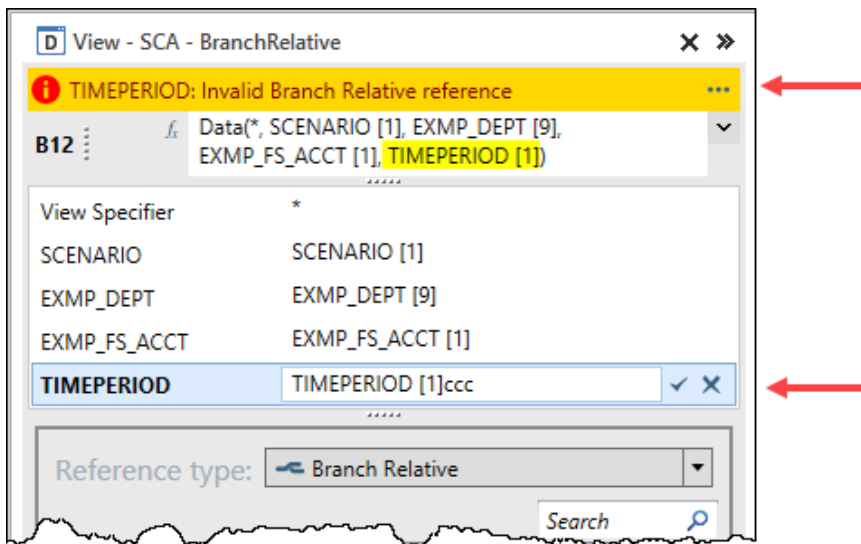 D View - SCA - BranchRelative
TIMEPERIOD: Invalid Branch Relative reference
B12 fx Data(*, SCENARIO [1], EXMP_DEPT [9],
EXMP_FS_ACCT [1], TIMEPERIOD [1])
View Specifier *
SCENARIO SCENARIO [1]
EXMP_DEPT EXMP_DEPT [9]
EXMP_FS_ACCT EXMP_FS_ACCT [1]
TIMEPERIOD TIMEPERIOD [1]ccc
Reference type: Branch Relative
Search